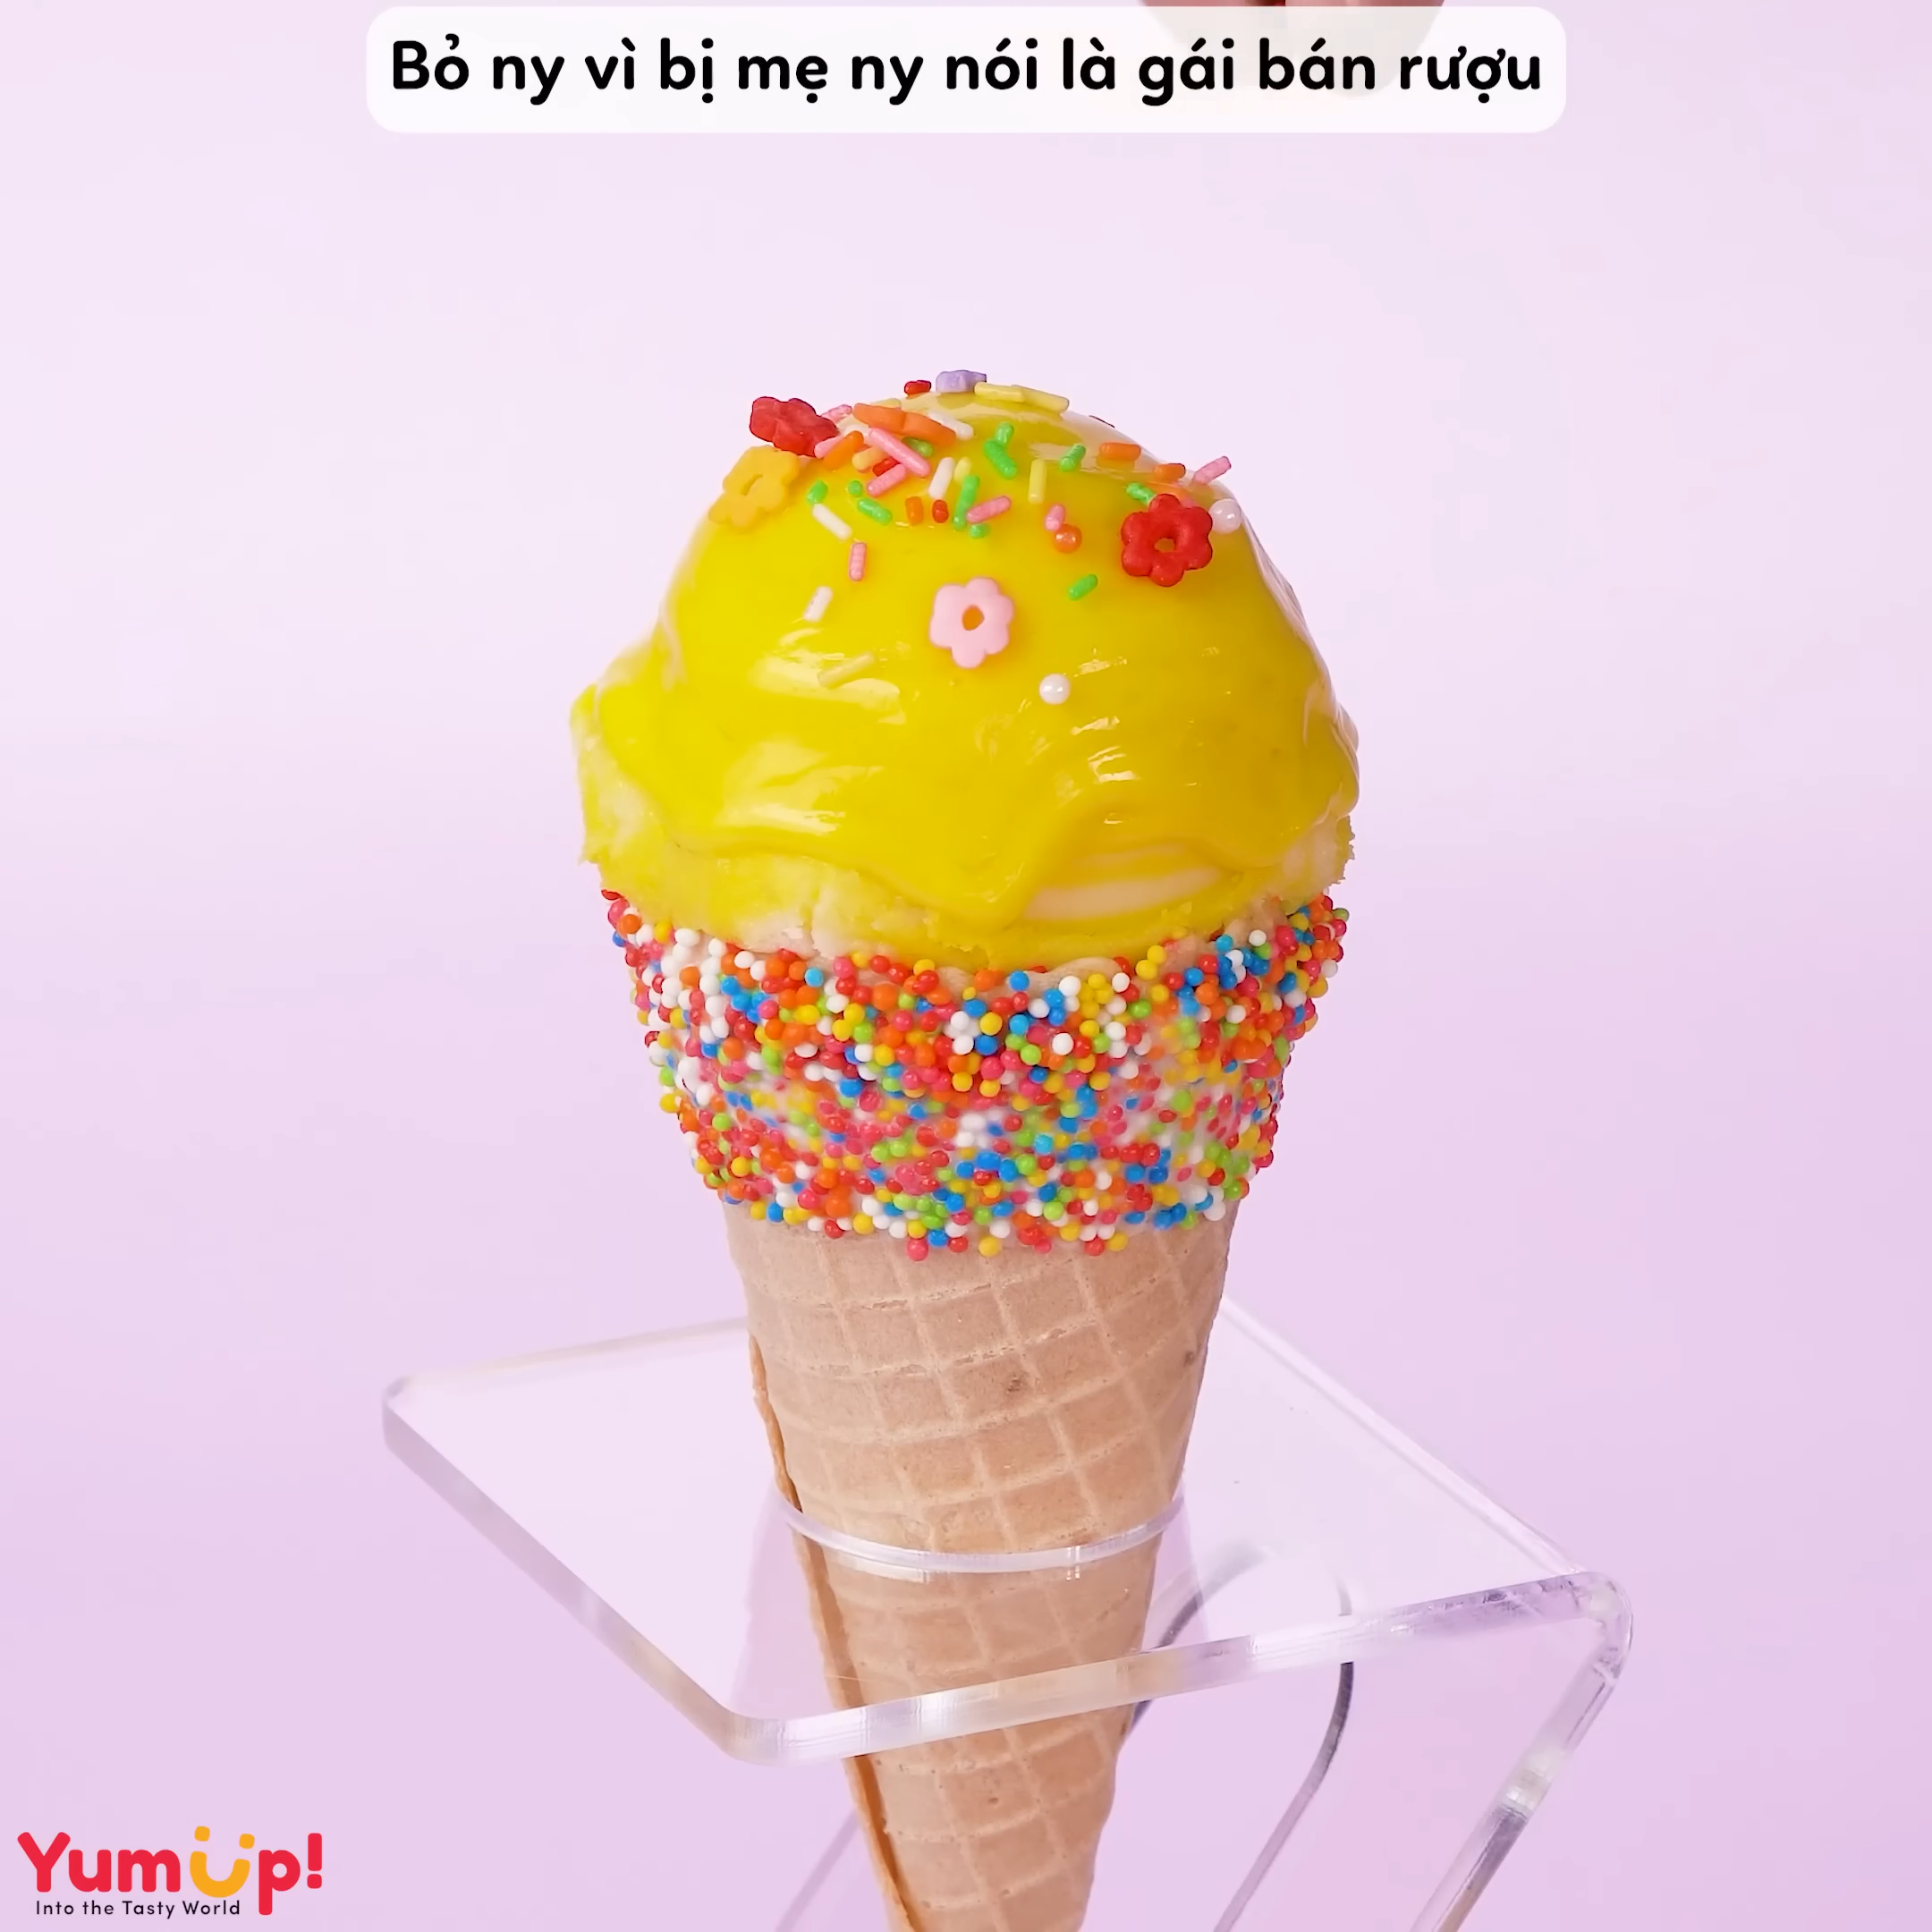 Bỏ ny vì bị mẹ ny nói là gái bán rượu
YumUp!
Into the Tasty World